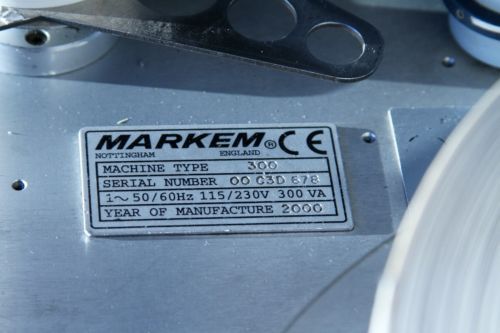 MARKEM® CE
NOTTINGHAM ENGLAND
MACHINE TYPE 300
SERIAL NUMBER 00 03D 878
1~ 50/60Hz 115/230V 300 VA
YEAR OF MANUFACTURE 2000